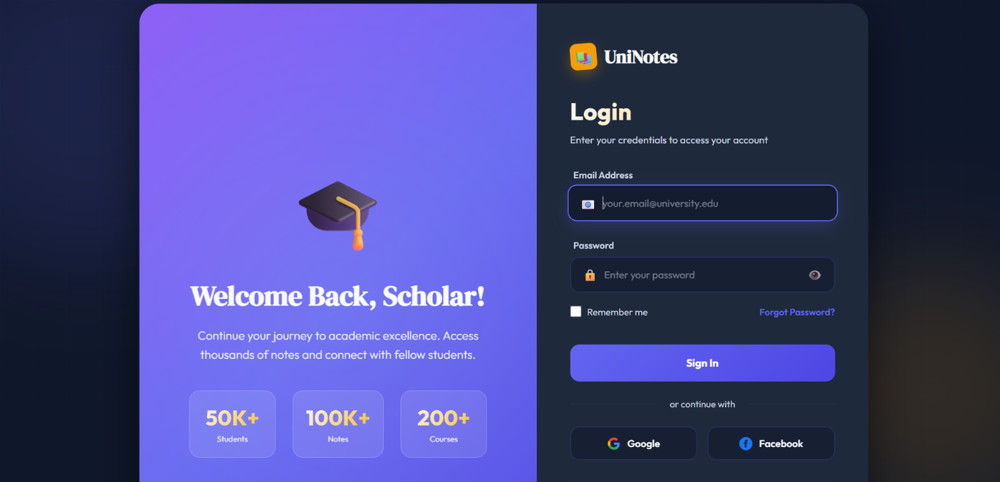 Welcome Back, Scholar!
Continue your journey to academic excellence. Access
thousands of notes and connect with fellow students.
50K+
Students
100K+
Notes
200+
Courses
UniNotes
Login
Enter your credentials to access your account
Email Address
your.email@university.edu
Password
Enter your password
Remember me
Forgot Password?
Sign In
or continue with
Google
Facebook